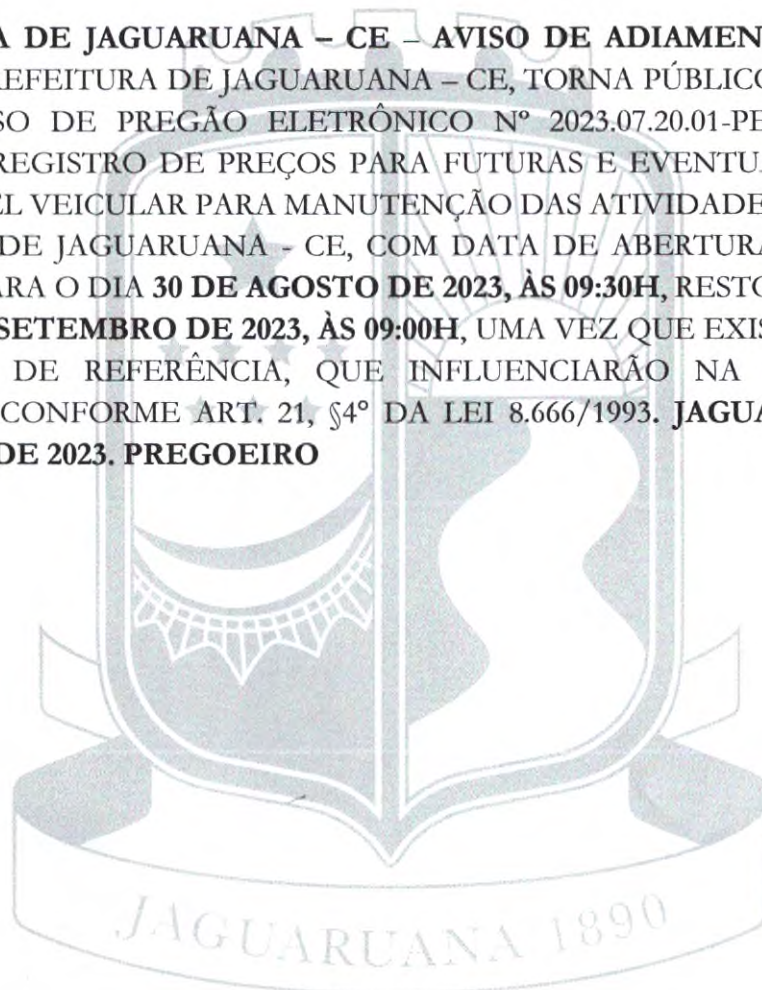 A DE JAGUARUANA – CE – AVISO DE ADIAMEN
REFEITURA DE JAGUARUANA – CE, TORNA PÚBLICO
SO DE PREGÃO ELETRÔNICO Nº 2023.07.20.01-PE
REGISTRO DE PREÇOS PARA FUTURAS E EVENTUA
EL VEICULAR PARA MANUTENÇÃO DAS ATIVIDADE
DE JAGUARUANA - CE, COM DATA DE ABERTURA
ARA O DIA 30 DE AGOSTO DE 2023, ÀS 09:30H, RESTO
SETEMBRO DE 2023, ÀS 09:00H, UMA VEZ QUE EXIS
DE REFERÊNCIA, QUE INFLUENCIARÃO NA
CONFORME ART. 21, §4º DA LEI 8.666/1993. JAGUA
DE 2023. PREGOEIRO
JAGUARUANA 1890